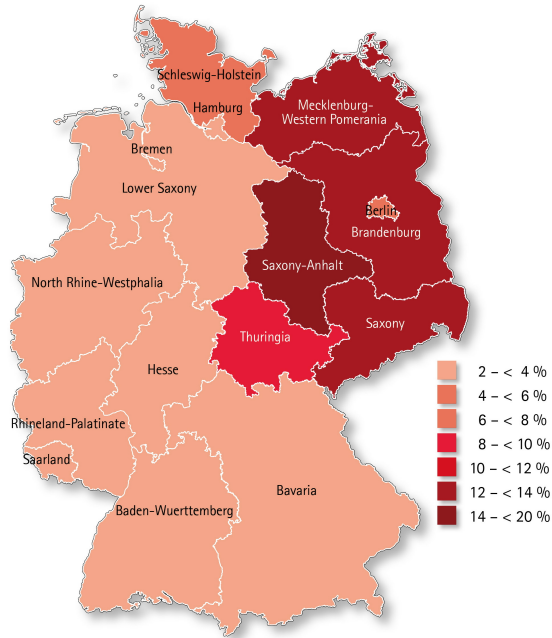 Schleswig-Holstein
Hamburg
Mecklenburg-
Western Pomerania
Bremen
Lower Saxony
Berlin
Brandenburg
Saxony-Anhalt
North Rhine-Westphalia
Saxony
Thuringia
Hesse
Rhineland-Palatinate
Saarland
Bavaria
Baden-Wuerttemberg
2 – < 4 %
4 – < 6 %
6 – < 8 %
8 – < 10 %
10 – < 12 %
12 – < 14 %
14 – < 20 %